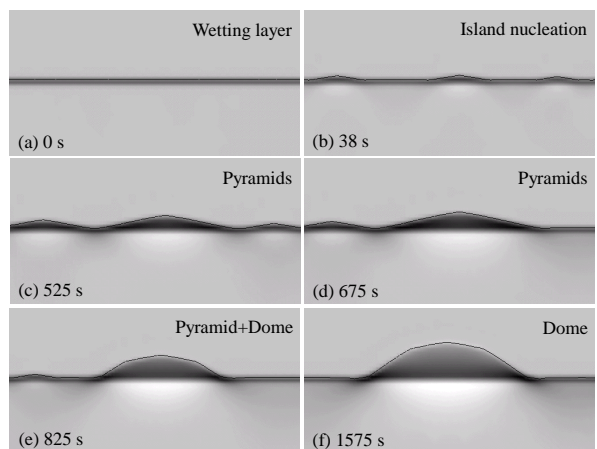 Wetting layer
(a) 0 s
Island nucleation
(b) 38 s
Pyramids
(c) 525 s
Pyramids
(d) 675 s
Pyramid+Dome
(e) 825 s
Dome
(f) 1575 s